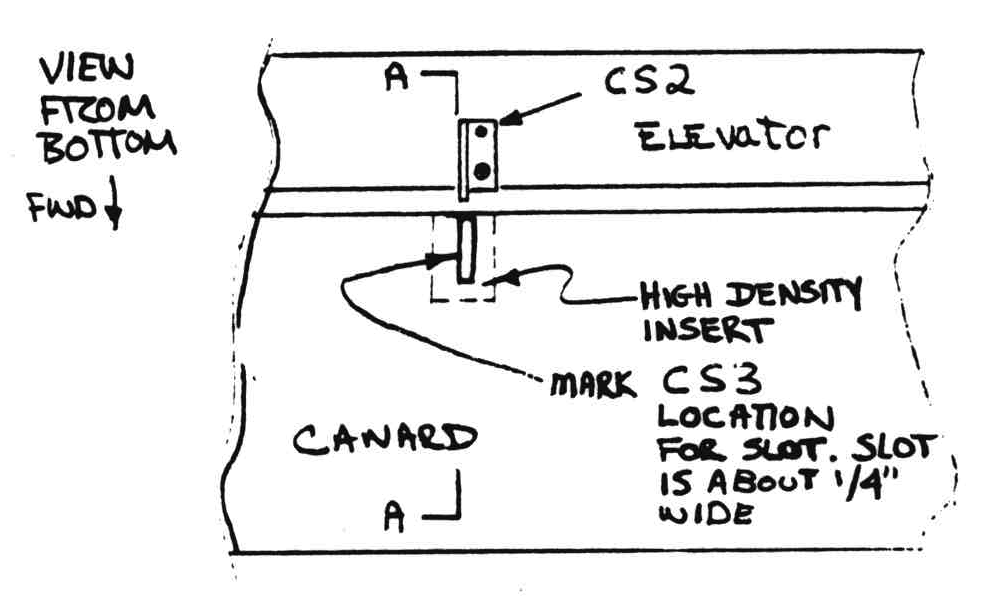 VIEW
FROM
BOTTOM
FWD
A
CS2
ELEVator
HIGH DENSITY
INSERT
MARK CS3
LOCATION
FOR SLOT. SLOT
IS ABOUT 1/4"
WIDE
CANARD
A